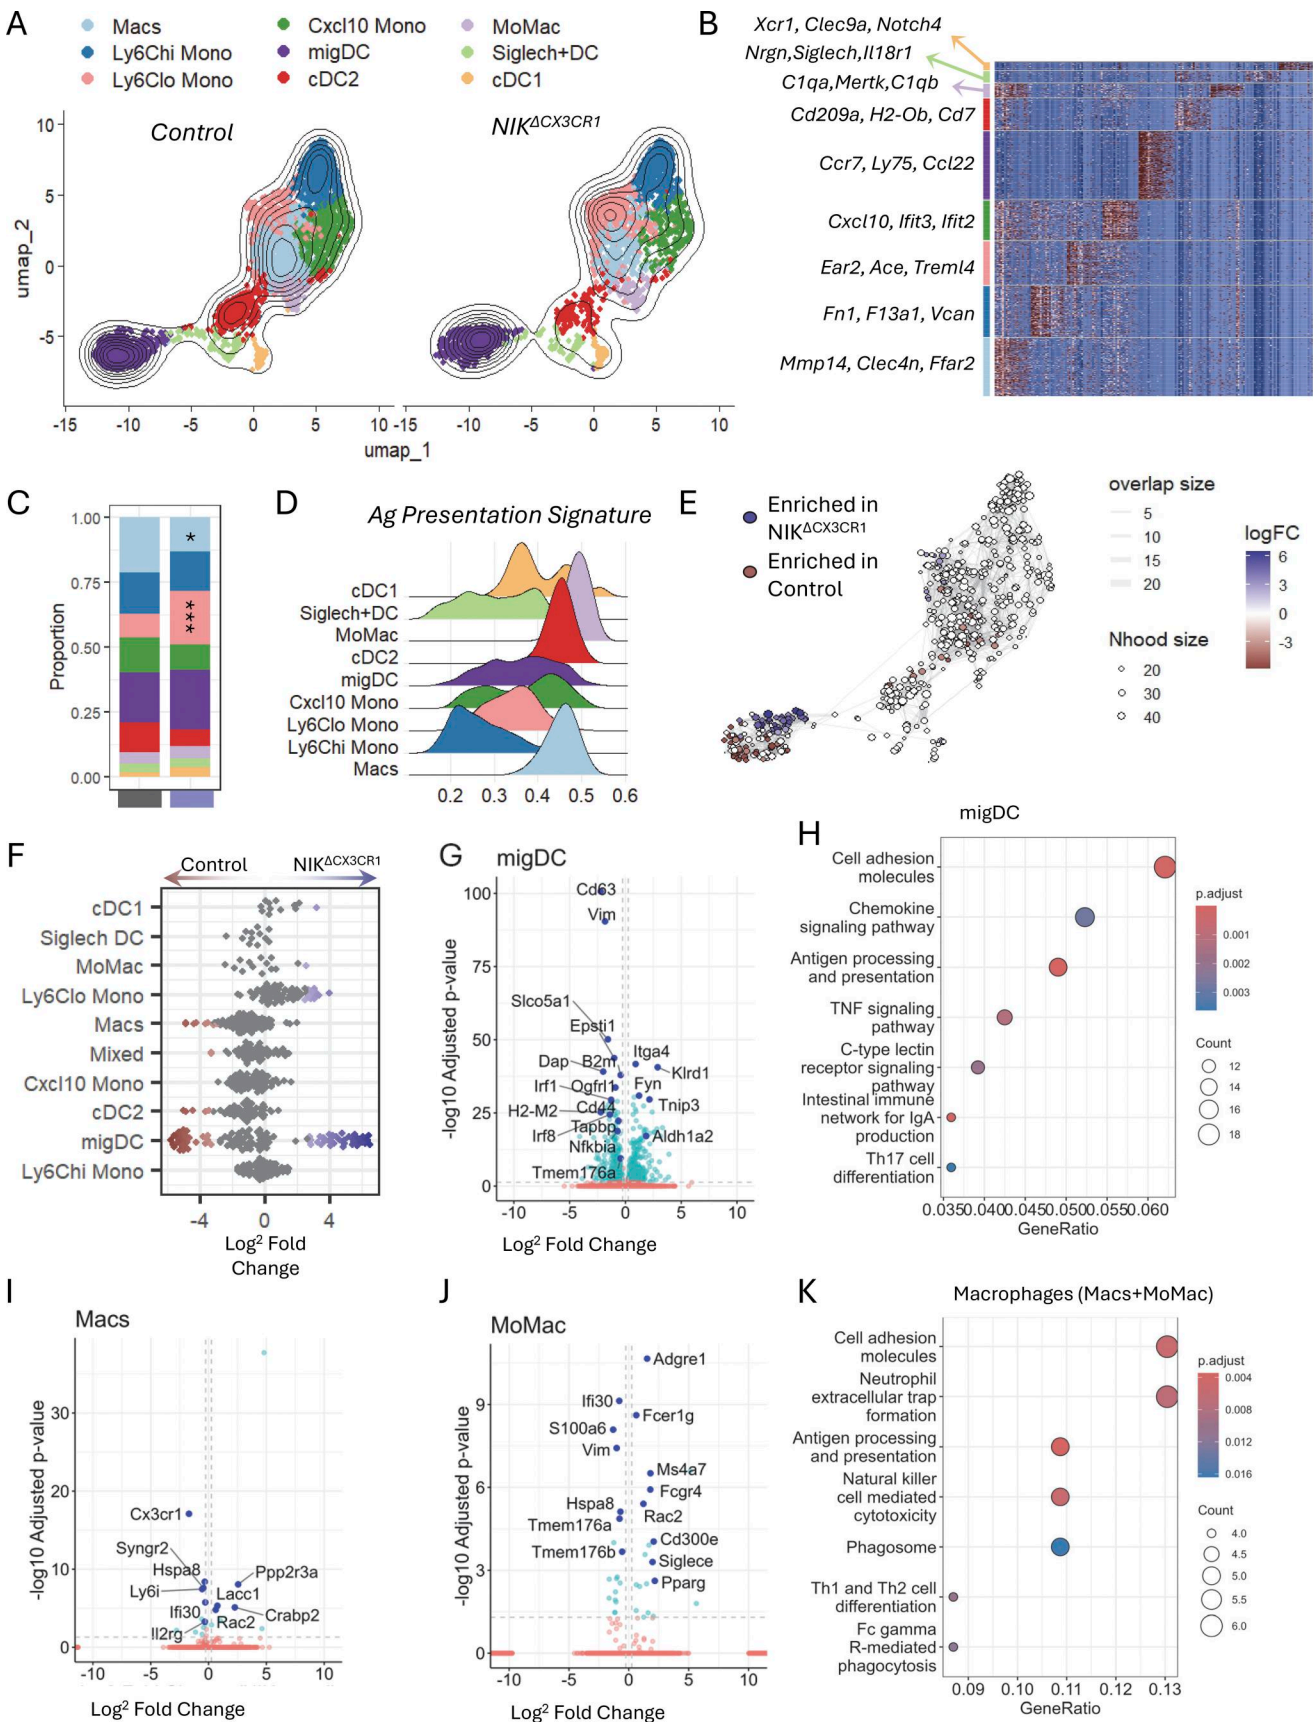 A
Macs
Ly6Chi Mono
Ly6Clo Mono
Cxcl10 Mono
migDC
cDC2
MoMac
Siglech+DC
cDC1
Control
NIKΔCX3CR1
umap_2
10
5
0
-5
-15
-10
-5
0
5
10
-15
-10
-5
0
5
10
umap_1
B
Xcr1, Clec9a, Notch4
Nrgn,Siglech,Il18r1
C1qa,Mertk,C1qb
Cd209a, H2-Ob, Cd7
Ccr7, Ly75, Ccl22
Cxcl10, Ifit3, Ifit2
Ear2, Ace, Treml4
Fn1, F13a1, Vcan
Mmp14, Clec4n, Ffar2
C
Proportion
1.00
0.75
0.50
0.25
0.00
*
***
D
Ag Presentation Signature
cDC1
Siglech+DC
MoMac
cDC2
migDC
Cxcl10 Mono
Ly6Clo Mono
Ly6Chi Mono
Macs
0.2
0.3
0.4
0.5
0.6
E
Enriched in
NIKΔCX3CR1
Enriched in
Control
overlap size
5
10
15
20
Nhood size
20
30
40
logFC
6
3
0
-3
F
Control
NIKΔCX3CR1
cDC1
Siglech DC
MoMac
Ly6Clo Mono
Macs
Mixed
Cxcl10 Mono
cDC2
migDC
Ly6Chi Mono
-4
0
4
Log2 Fold
Change
G
migDC
-log10 Adjusted p-value
100
75
50
25
0
Cd63
Vim
Slco5a1
Epsti1
Dap
B2m
Itga4
Klrd1
Irf1
Ogfrl1
Fyn
H2-M2
Cd44
Tnip3
Irf8
Tapbp
Aldh1a2
Nfkbia
Tmem176a
-10
-5
0
5
10
Log2 Fold Change
H
migDC
Cell adhesion
molecules
Chemokine
signaling pathway
Antigen processing
and presentation
TNF signaling
pathway
C-type lectin
receptor signaling
pathway
Intestinal immune
network for IgA
production
Th17 cell
differentiation
0.035
0.040
0.045
0.050
0.055
0.060
GeneRatio
p.adjust
0.001
0.002
0.003
Count
12
14
16
18
I
Macs
-log10 Adjusted p-value
30
20
10
0
Cx3cr1
Syngr2
Hspa8
Ppp2r3a
Ly6i
Lacc1
Ifi30
Rac2
Crabp2
Il2rg
-10
-5
0
5
10
Log2 Fold Change
J
MoMac
-log10 Adjusted p-value
9
6
3
0
Adgre1
Ifi30
Fcer1g
S100a6
Vim
Ms4a7
Fcgr4
Hspa8
Rac2
Tmem176a
Cd300e
Tmem176b
Siglece
Pparg
-10
-5
0
5
10
Log2 Fold Change
K
Macrophages (Macs+MoMac)
Cell adhesion
molecules
Neutrophil
extracellular trap
formation
Antigen processing
and presentation
Natural killer
cell mediated
cytotoxicity
Phagosome
Th1 and Th2 cell
differentiation
Fc gamma
R-mediated
phagocytosis
0.09
0.10
0.11
0.12
0.13
GeneRatio
p.adjust
0.004
0.008
0.012
0.016
Count
4.0
4.5
5.0
5.5
6.0